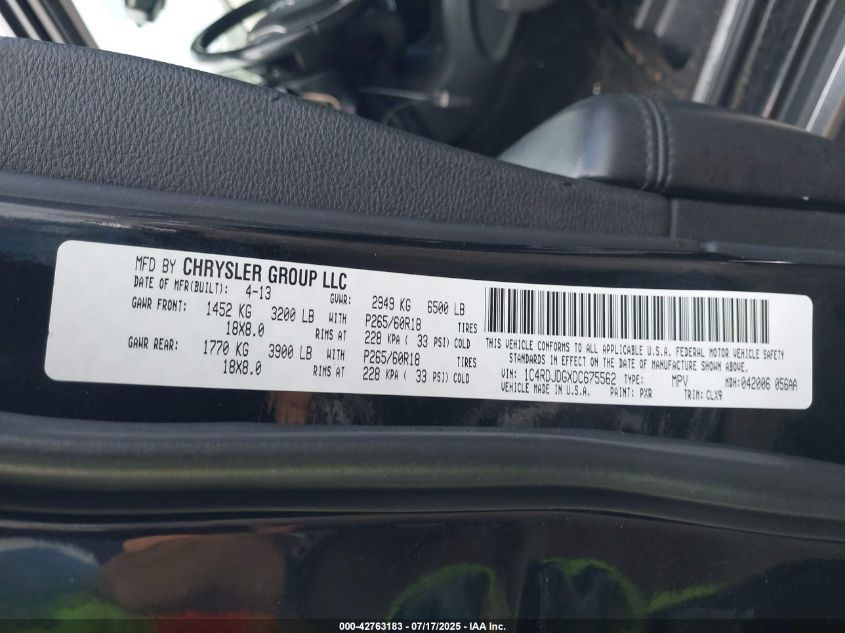 MFD BY CHRYSLER GROUP LLC
DATE OF MFR(BUILT): 4-13 GVWR: 2949 KG 6500 LB
GAWR FRONT: 1452 KG 3200 LB WITH P265/60R18 TIRES
18X8.0 RIMS AT 228 KPA ( 33 PSI) COLD
GAWR REAR: 1770 KG 3900 LB WITH P265/60R18 TIRES
18X8.0 RIMS AT 228 KPA ( 33 PSI) COLD
THIS VEHICLE CONFORMS TO ALL APPLICABLE U.S.A. FEDERAL MOTOR VEHICLE SAFETY
STANDARDS IN EFFECT ON THE DATE OF MANUFACTURE SHOWN ABOVE.
VIN: 1C4RDJDGXDC675562 TYPE: MPV MDH:042006 056AA
VEHICLE MADE IN U.S.A. PAINT: PXR TRIM: CLX9
000-42763183 - 07/17/2025 - IAA Inc.